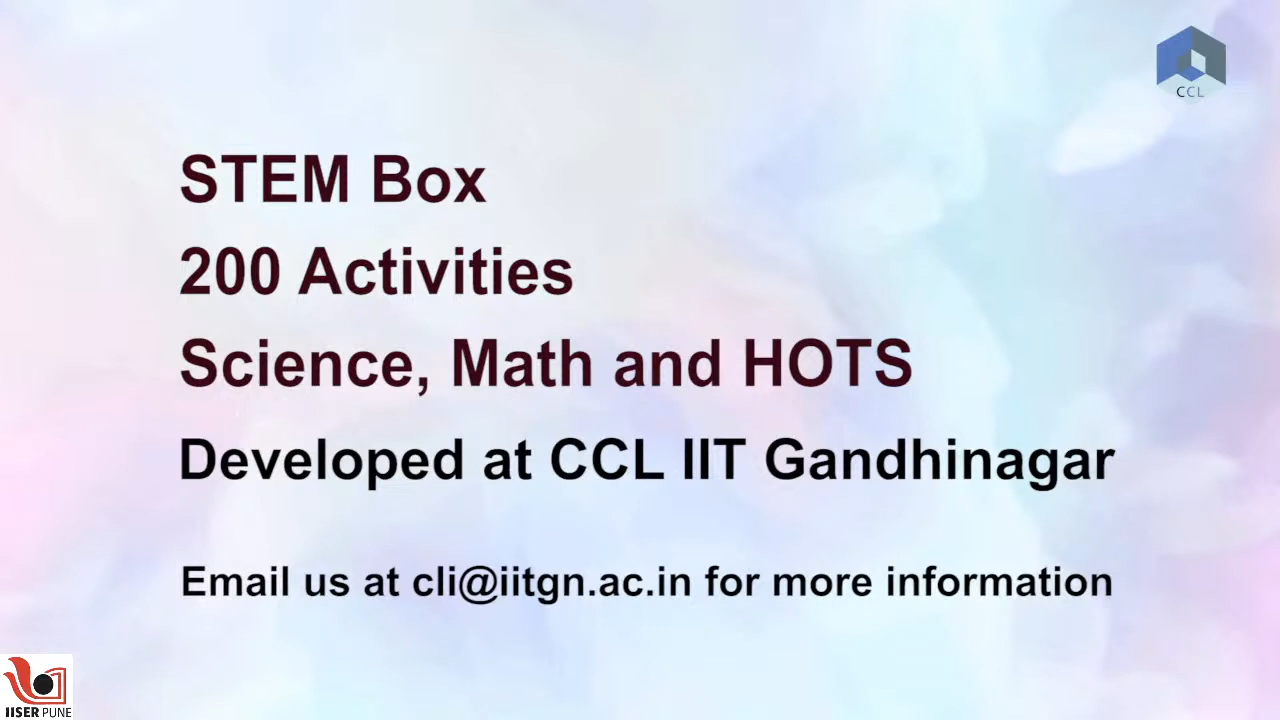 CCL
STEM Box
200 Activities
Science, Math and HOTS
Developed at CCL IIT Gandhinagar
Email us at cli@iitgn.ac.in for more information
IISER PUNE